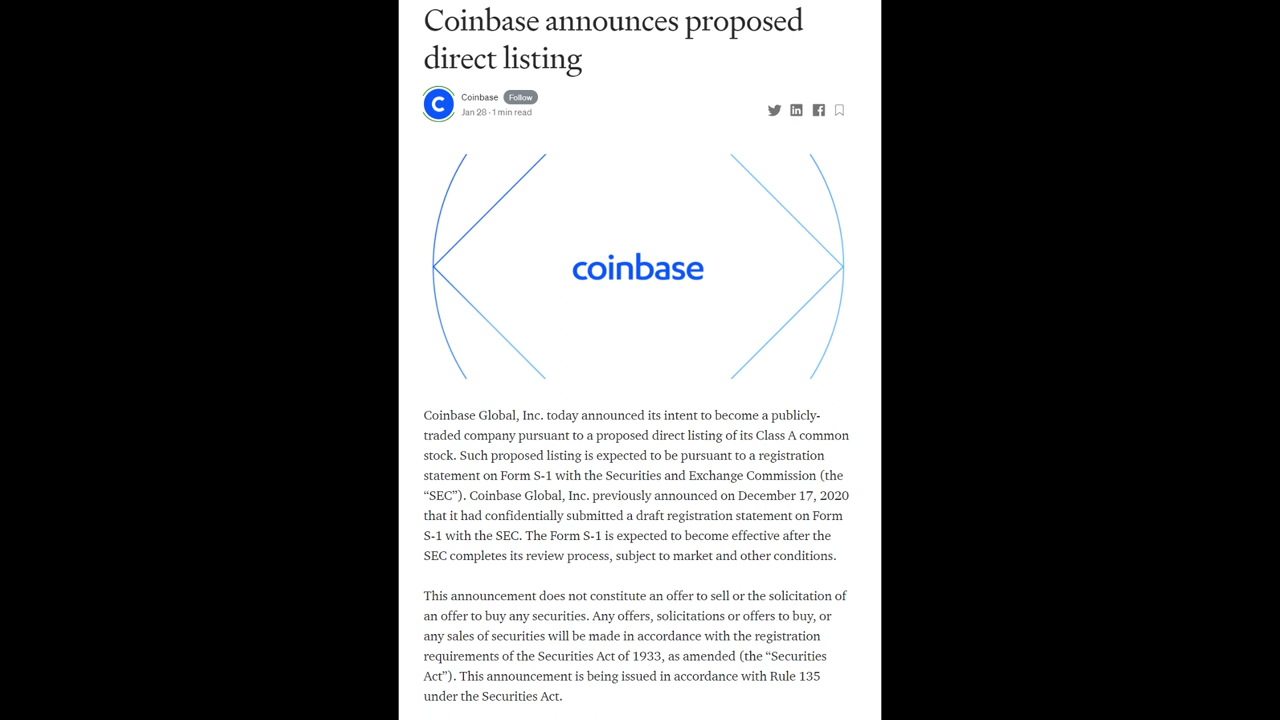 Coinbase announces proposed
direct listing
C
Coinbase Follow
Jan 28 · 1 min read
coinbase
Coinbase Global, Inc. today announced its intent to become a publicly-
traded company pursuant to a proposed direct listing of its Class A common
stock. Such proposed listing is expected to be pursuant to a registration
statement on Form S-1 with the Securities and Exchange Commission (the
“SEC”). Coinbase Global, Inc. previously announced on December 17, 2020
that it had confidentially submitted a draft registration statement on Form
S-1 with the SEC. The Form S-1 is expected to become effective after the
SEC completes its review process, subject to market and other conditions.
This announcement does not constitute an offer to sell or the solicitation of
an offer to buy any securities. Any offers, solicitations or offers to buy, or
any sales of securities will be made in accordance with the registration
requirements of the Securities Act of 1933, as amended (the “Securities
Act”). This announcement is being issued in accordance with Rule 135
under the Securities Act.